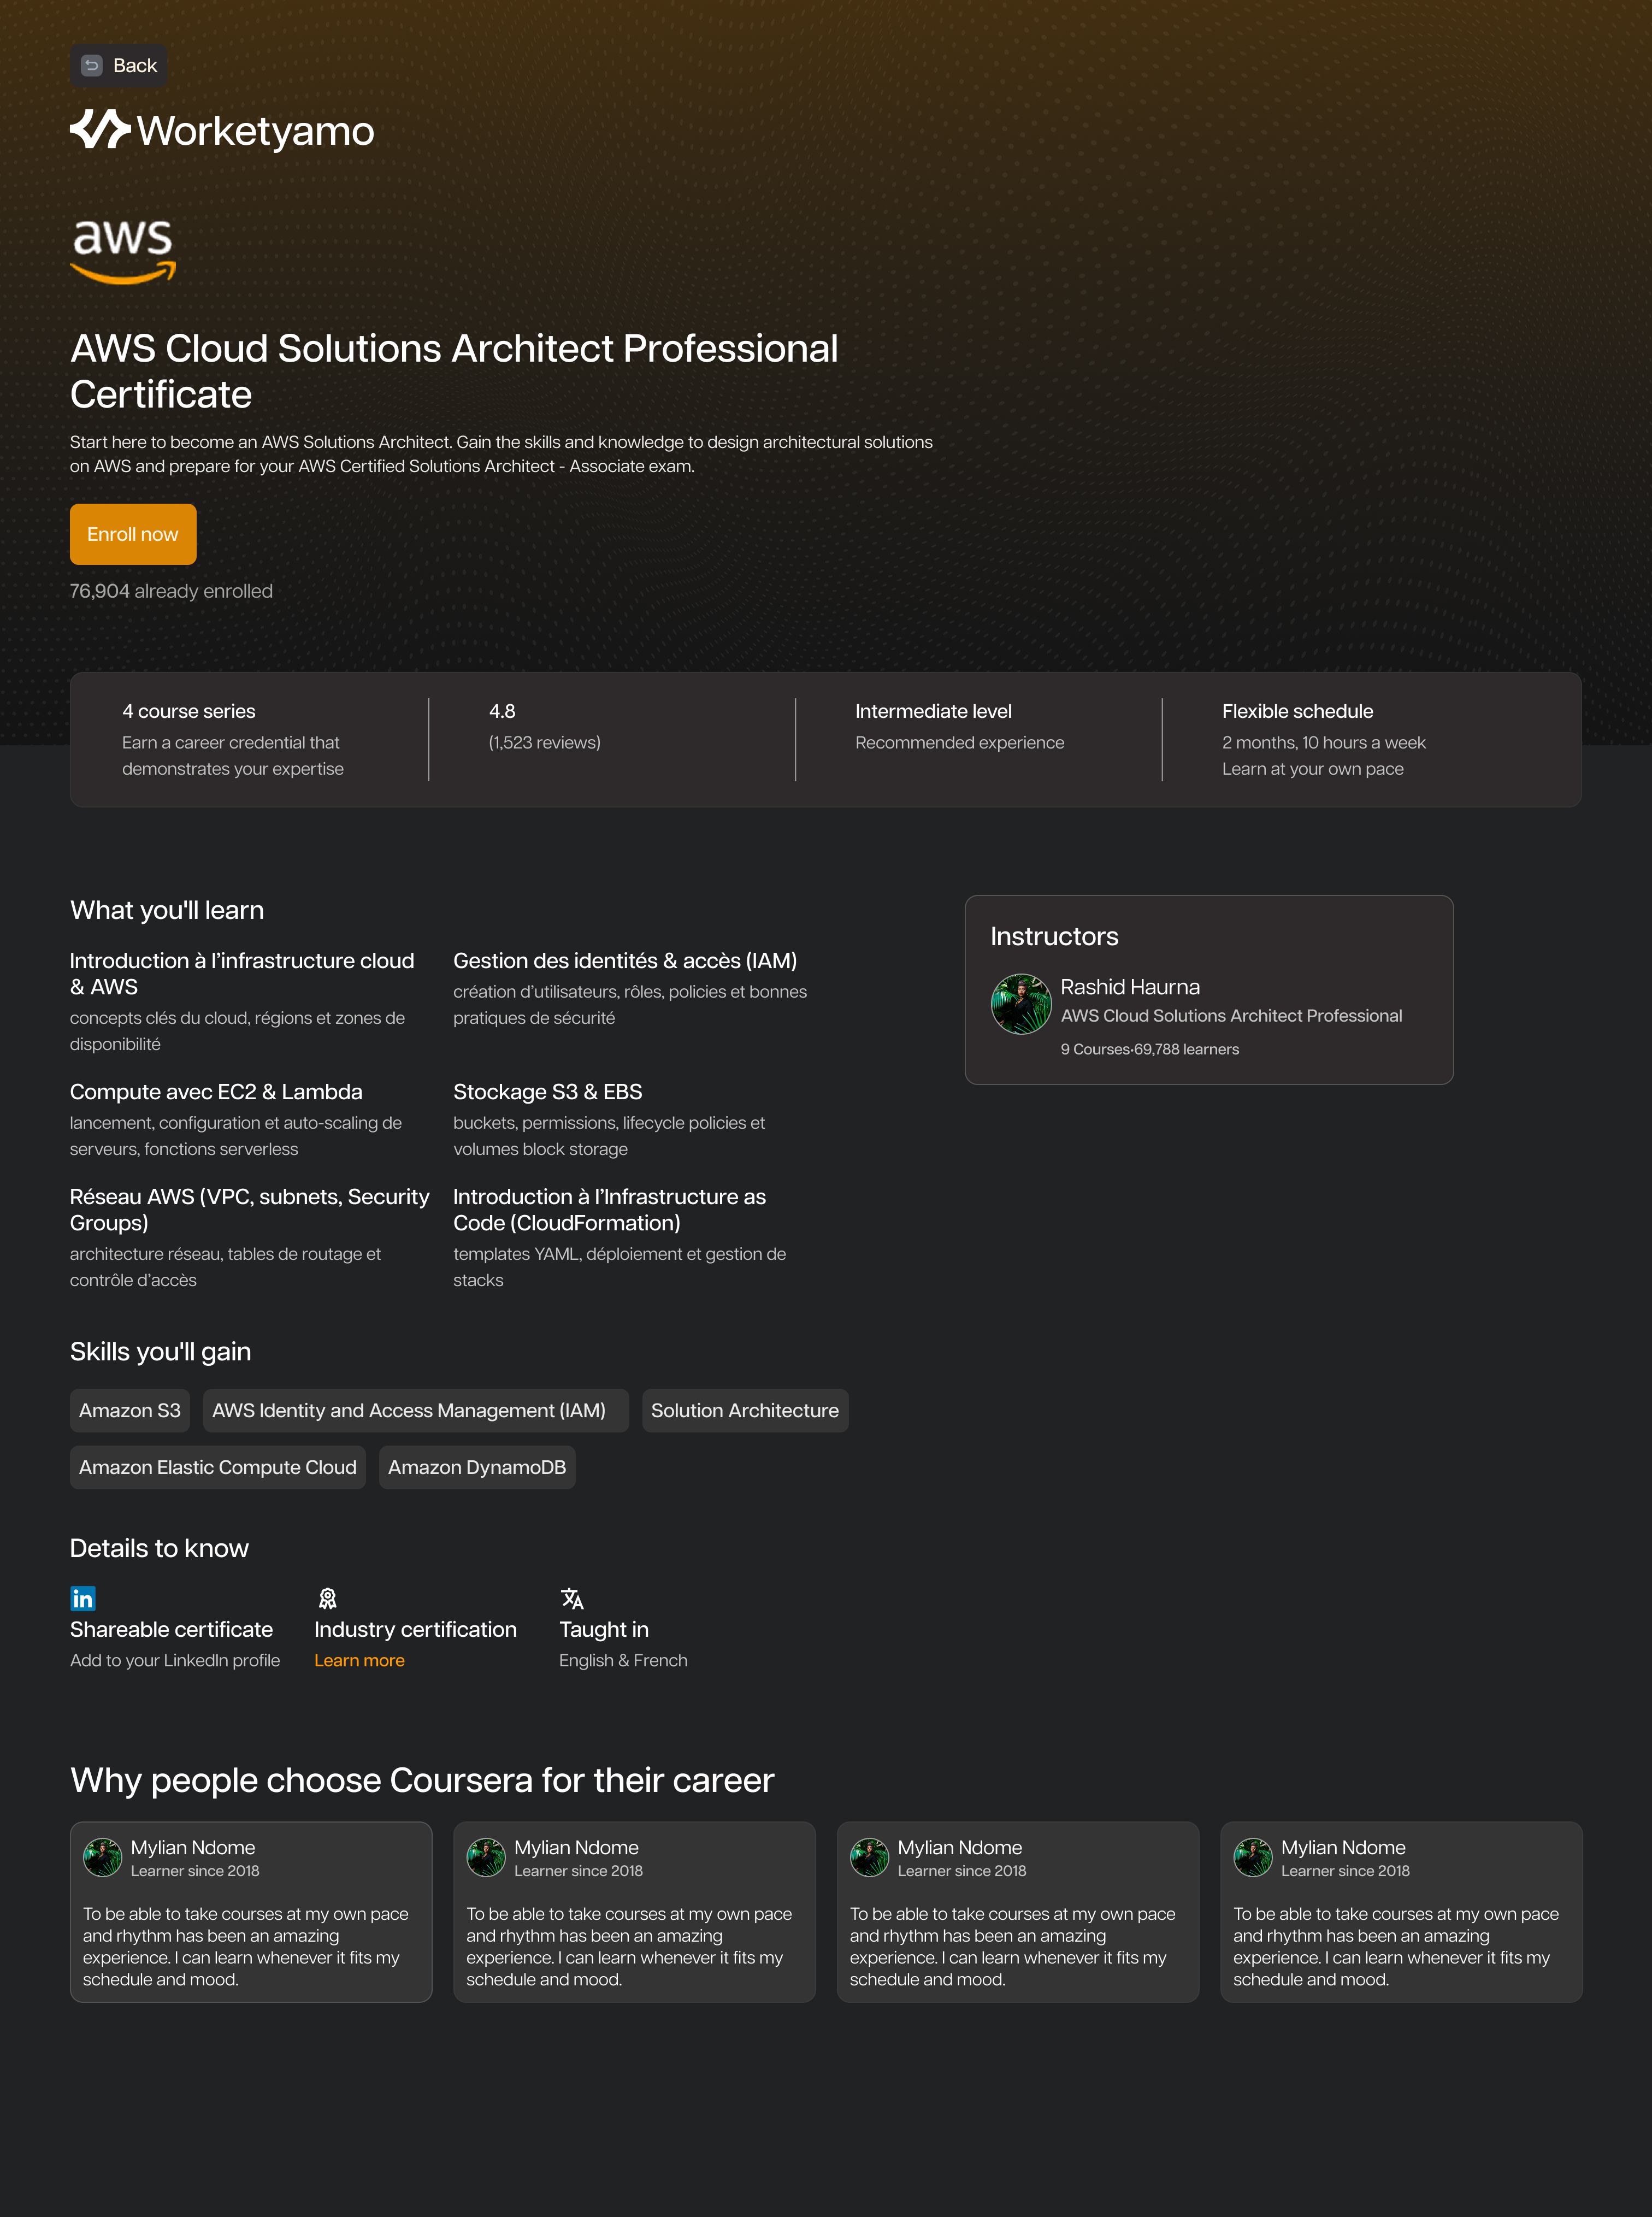 Back
Worketyamo
aws
AWS Cloud Solutions Architect Professional
Certificate
Start here to become an AWS Solutions Architect. Gain the skills and knowledge to design architectural solutions
on AWS and prepare for your AWS Certified Solutions Architect - Associate exam.
Enroll now
76,904 already enrolled
4 course series
Earn a career credential that
demonstrates your expertise
4.8
(1,523 reviews)
Intermediate level
Recommended experience
Flexible schedule
2 months, 10 hours a week
Learn at your own pace
What you'll learn
Introduction à l’infrastructure cloud
& AWS
concepts clés du cloud, régions et zones de
disponibilité
Gestion des identités & accès (IAM)
création d’utilisateurs, rôles, policies et bonnes
pratiques de sécurité
Compute avec EC2 & Lambda
lancement, configuration et auto-scaling de
serveurs, fonctions serverless
Stockage S3 & EBS
buckets, permissions, lifecycle policies et
volumes block storage
Réseau AWS (VPC, subnets, Security
Groups)
architecture réseau, tables de routage et
contrôle d’accès
Introduction à l’Infrastructure as
Code (CloudFormation)
templates YAML, déploiement et gestion de
stacks
Instructors
Rashid Haurna
AWS Cloud Solutions Architect Professional
9 Courses•69,788 learners
Skills you'll gain
Amazon S3
AWS Identity and Access Management (IAM)
Solution Architecture
Amazon Elastic Compute Cloud
Amazon DynamoDB
Details to know
in
Shareable certificate
Add to your LinkedIn profile
Industry certification
Learn more
文A
Taught in
English & French
Why people choose Coursera for their career
Mylian Ndome
Learner since 2018
To be able to take courses at my own pace
and rhythm has been an amazing
experience. I can learn whenever it fits my
schedule and mood.
Mylian Ndome
Learner since 2018
To be able to take courses at my own pace
and rhythm has been an amazing
experience. I can learn whenever it fits my
schedule and mood.
Mylian Ndome
Learner since 2018
To be able to take courses at my own pace
and rhythm has been an amazing
experience. I can learn whenever it fits my
schedule and mood.
Mylian Ndome
Learner since 2018
To be able to take courses at my own pace
and rhythm has been an amazing
experience. I can learn whenever it fits my
schedule and mood.